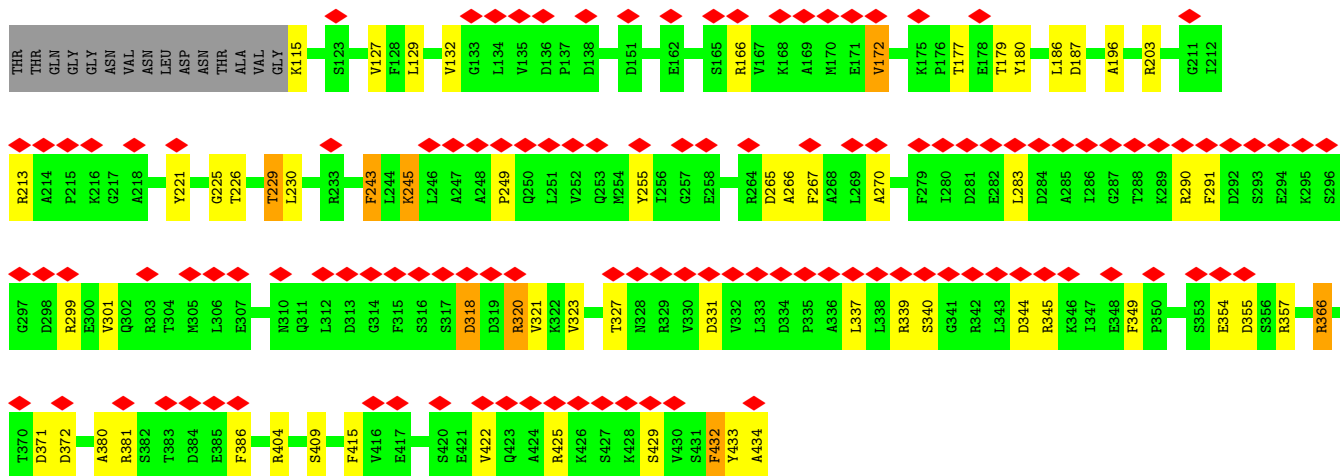 THR THR GLN GLY GLY ASN VAL ASN LEU ASP ASN THR ALA VAL GLY K115 S123 V127 F128 L129 V132 G133 L134 V135 D136 P137 D138 D151 E162 S165 R166 V167 K168 A169 M170 E171 V172 K175 P176 T177 E178 T179 Y180 L186 D187 A196 R203 G211 I212
R213 A214 P215 K216 G217 A218 Y221 G225 T226 T229 L230 R233 F243 L244 K245 L246 A247 A248 P249 Q250 L251 V252 Q253 M254 Y255 I256 G257 E258 R264 D265 A266 F267 A268 L269 A270 F279 I280 D281 E282 L283 D284 A285 I286 G287 T288 K289 R290 F291 D292 S293 E294 K295 S296
G297 D298 R299 E300 V301 Q302 R303 T304 M305 L306 E307 N310 Q311 L312 D313 G314 F315 S316 S317 D318 D319 R320 V321 K322 V323 T327 N328 R329 V330 D331 V332 L333 D334 P335 A336 L337 L338 R339 S340 G341 R342 L343 D344 R345 K346 I347 E348 F349 P350 S353 E354 D355 S356 R357 R366
T370 D371 D372 A380 R381 S382 T383 D384 E385 F386 R404 S409 F415 V416 E417 S420 E421 V422 Q423 A424 R425 K426 S427 K428 S429 V430 S431 F432 Y433 A434